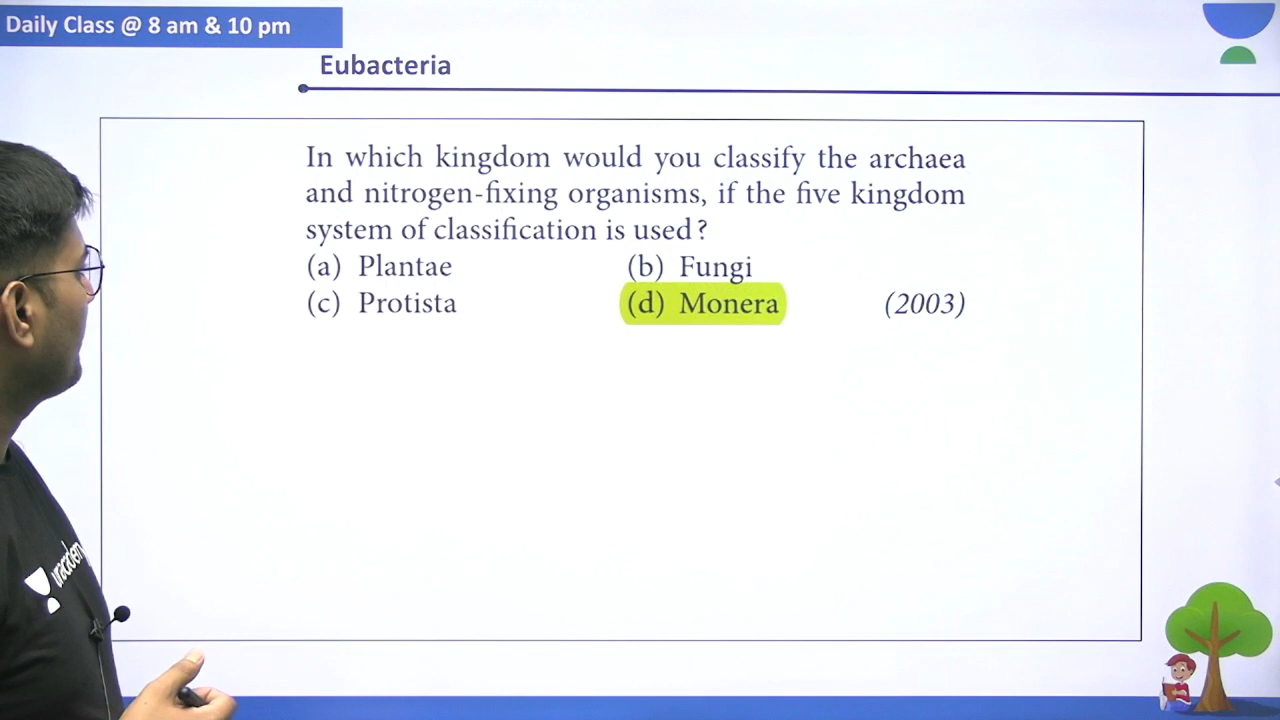 Daily Class @ 8 am & 10 pm
Eubacteria
In which kingdom would you classify the archaea
and nitrogen-fixing organisms, if the five kingdom
system of classification is used?
(a) Plantae (b) Fungi
(c) Protista (d) Monera (2003)
unacademy